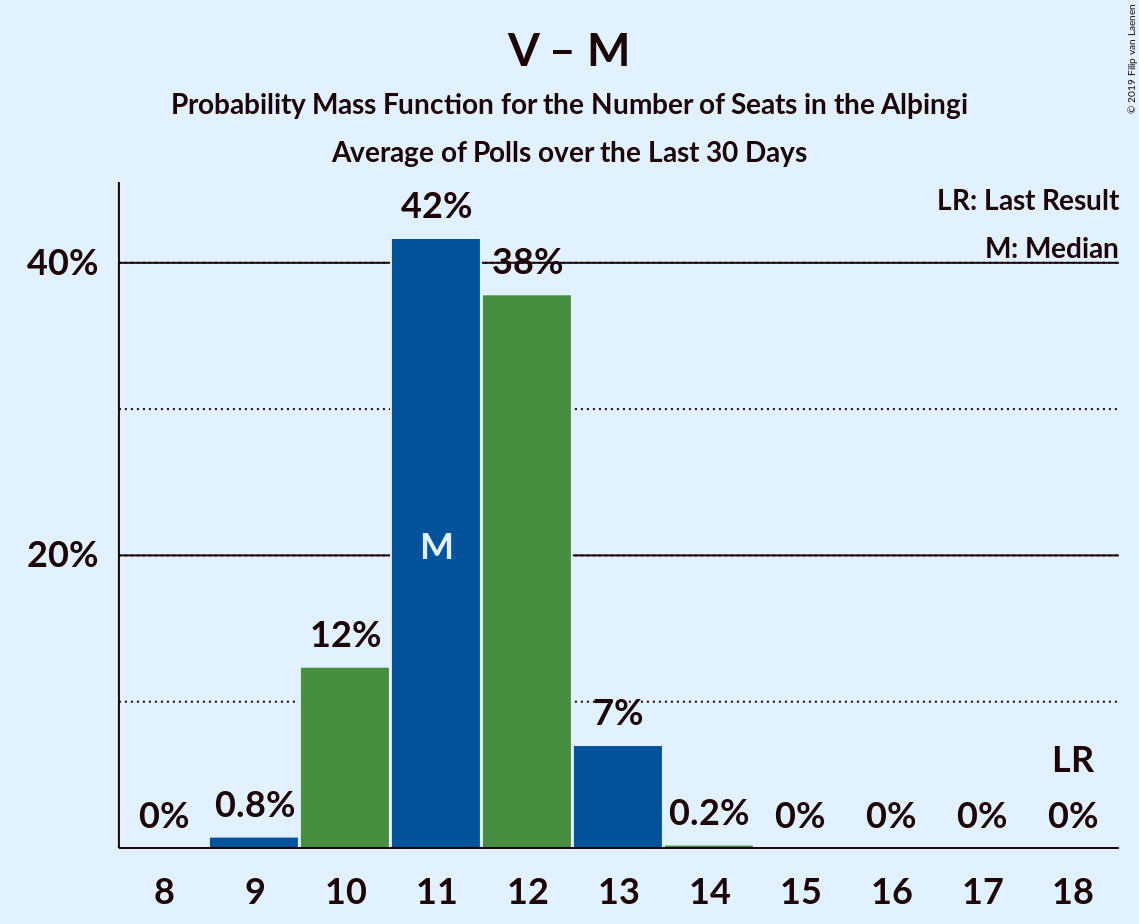 V – M
Probability Mass Function for the Number of Seats in the Alþingi
Average of Polls over the Last 30 Days
© 2019 Filip van Laenen
LR: Last Result
M: Median
40%
20%
0%
0.8%
12%
42%
38%
7%
0.2%
0%
0%
0%
0%
M
LR
8 9 10 11 12 13 14 15 16 17 18